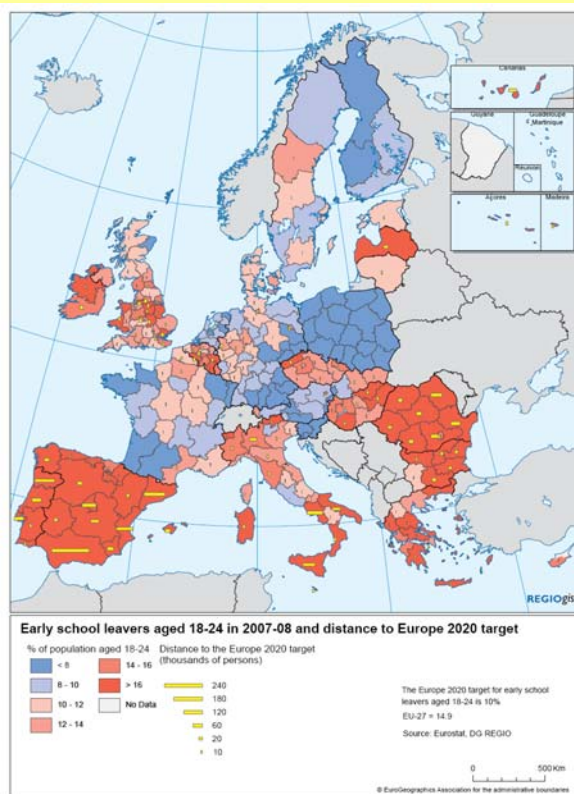 Canarias
Guyane
Guadeloupe
Martinique
Réunion
Açores
Madeira
REGIOgis
Early school leavers aged 18-24 in 2007-08 and distance to Europe 2020 target
% of population aged 18-24
< 8
8 - 10
10 - 12
12 - 14
14 - 16
> 16
No Data
Distance to the Europe 2020 target
(thousands of persons)
240
180
120
60
20
10
The Europe 2020 target for early school
leavers aged 18-24 is 10%
EU-27 = 14.9
Source: Eurostat, DG REGIO
0 500 Km
© EuroGeographics Association for the administrative boundaries